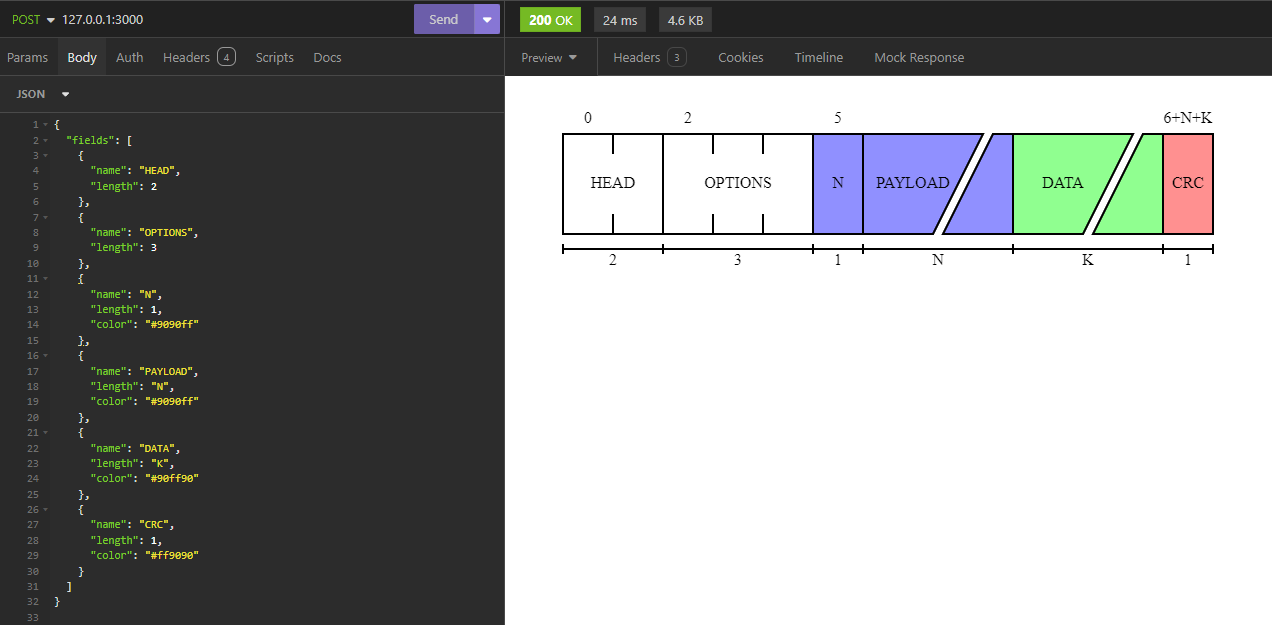 POST 127.0.0.1:3000 Send
Params Body Auth Headers 4 Scripts Docs
JSON
1 {
2 "fields": [
3 {
4 "name": "HEAD",
5 "length": 2
6 },
7 {
8 "name": "OPTIONS",
9 "length": 3
10 },
11 {
12 "name": "N",
13 "length": 1,
14 "color": "#9090ff"
15 },
16 {
17 "name": "PAYLOAD",
18 "length": "N",
19 "color": "#9090ff"
20 },
21 {
22 "name": "DATA",
23 "length": "K",
24 "color": "#90ff90"
25 },
26 {
27 "name": "CRC",
28 "length": 1,
29 "color": "#ff9090"
30 }
31 ]
32 }
33
200 OK 24 ms 4.6 KB
Preview Headers 3 Cookies Timeline Mock Response
0 2 5 6+N+K
HEAD OPTIONS N PAYLOAD DATA CRC
2 3 1 N K 1